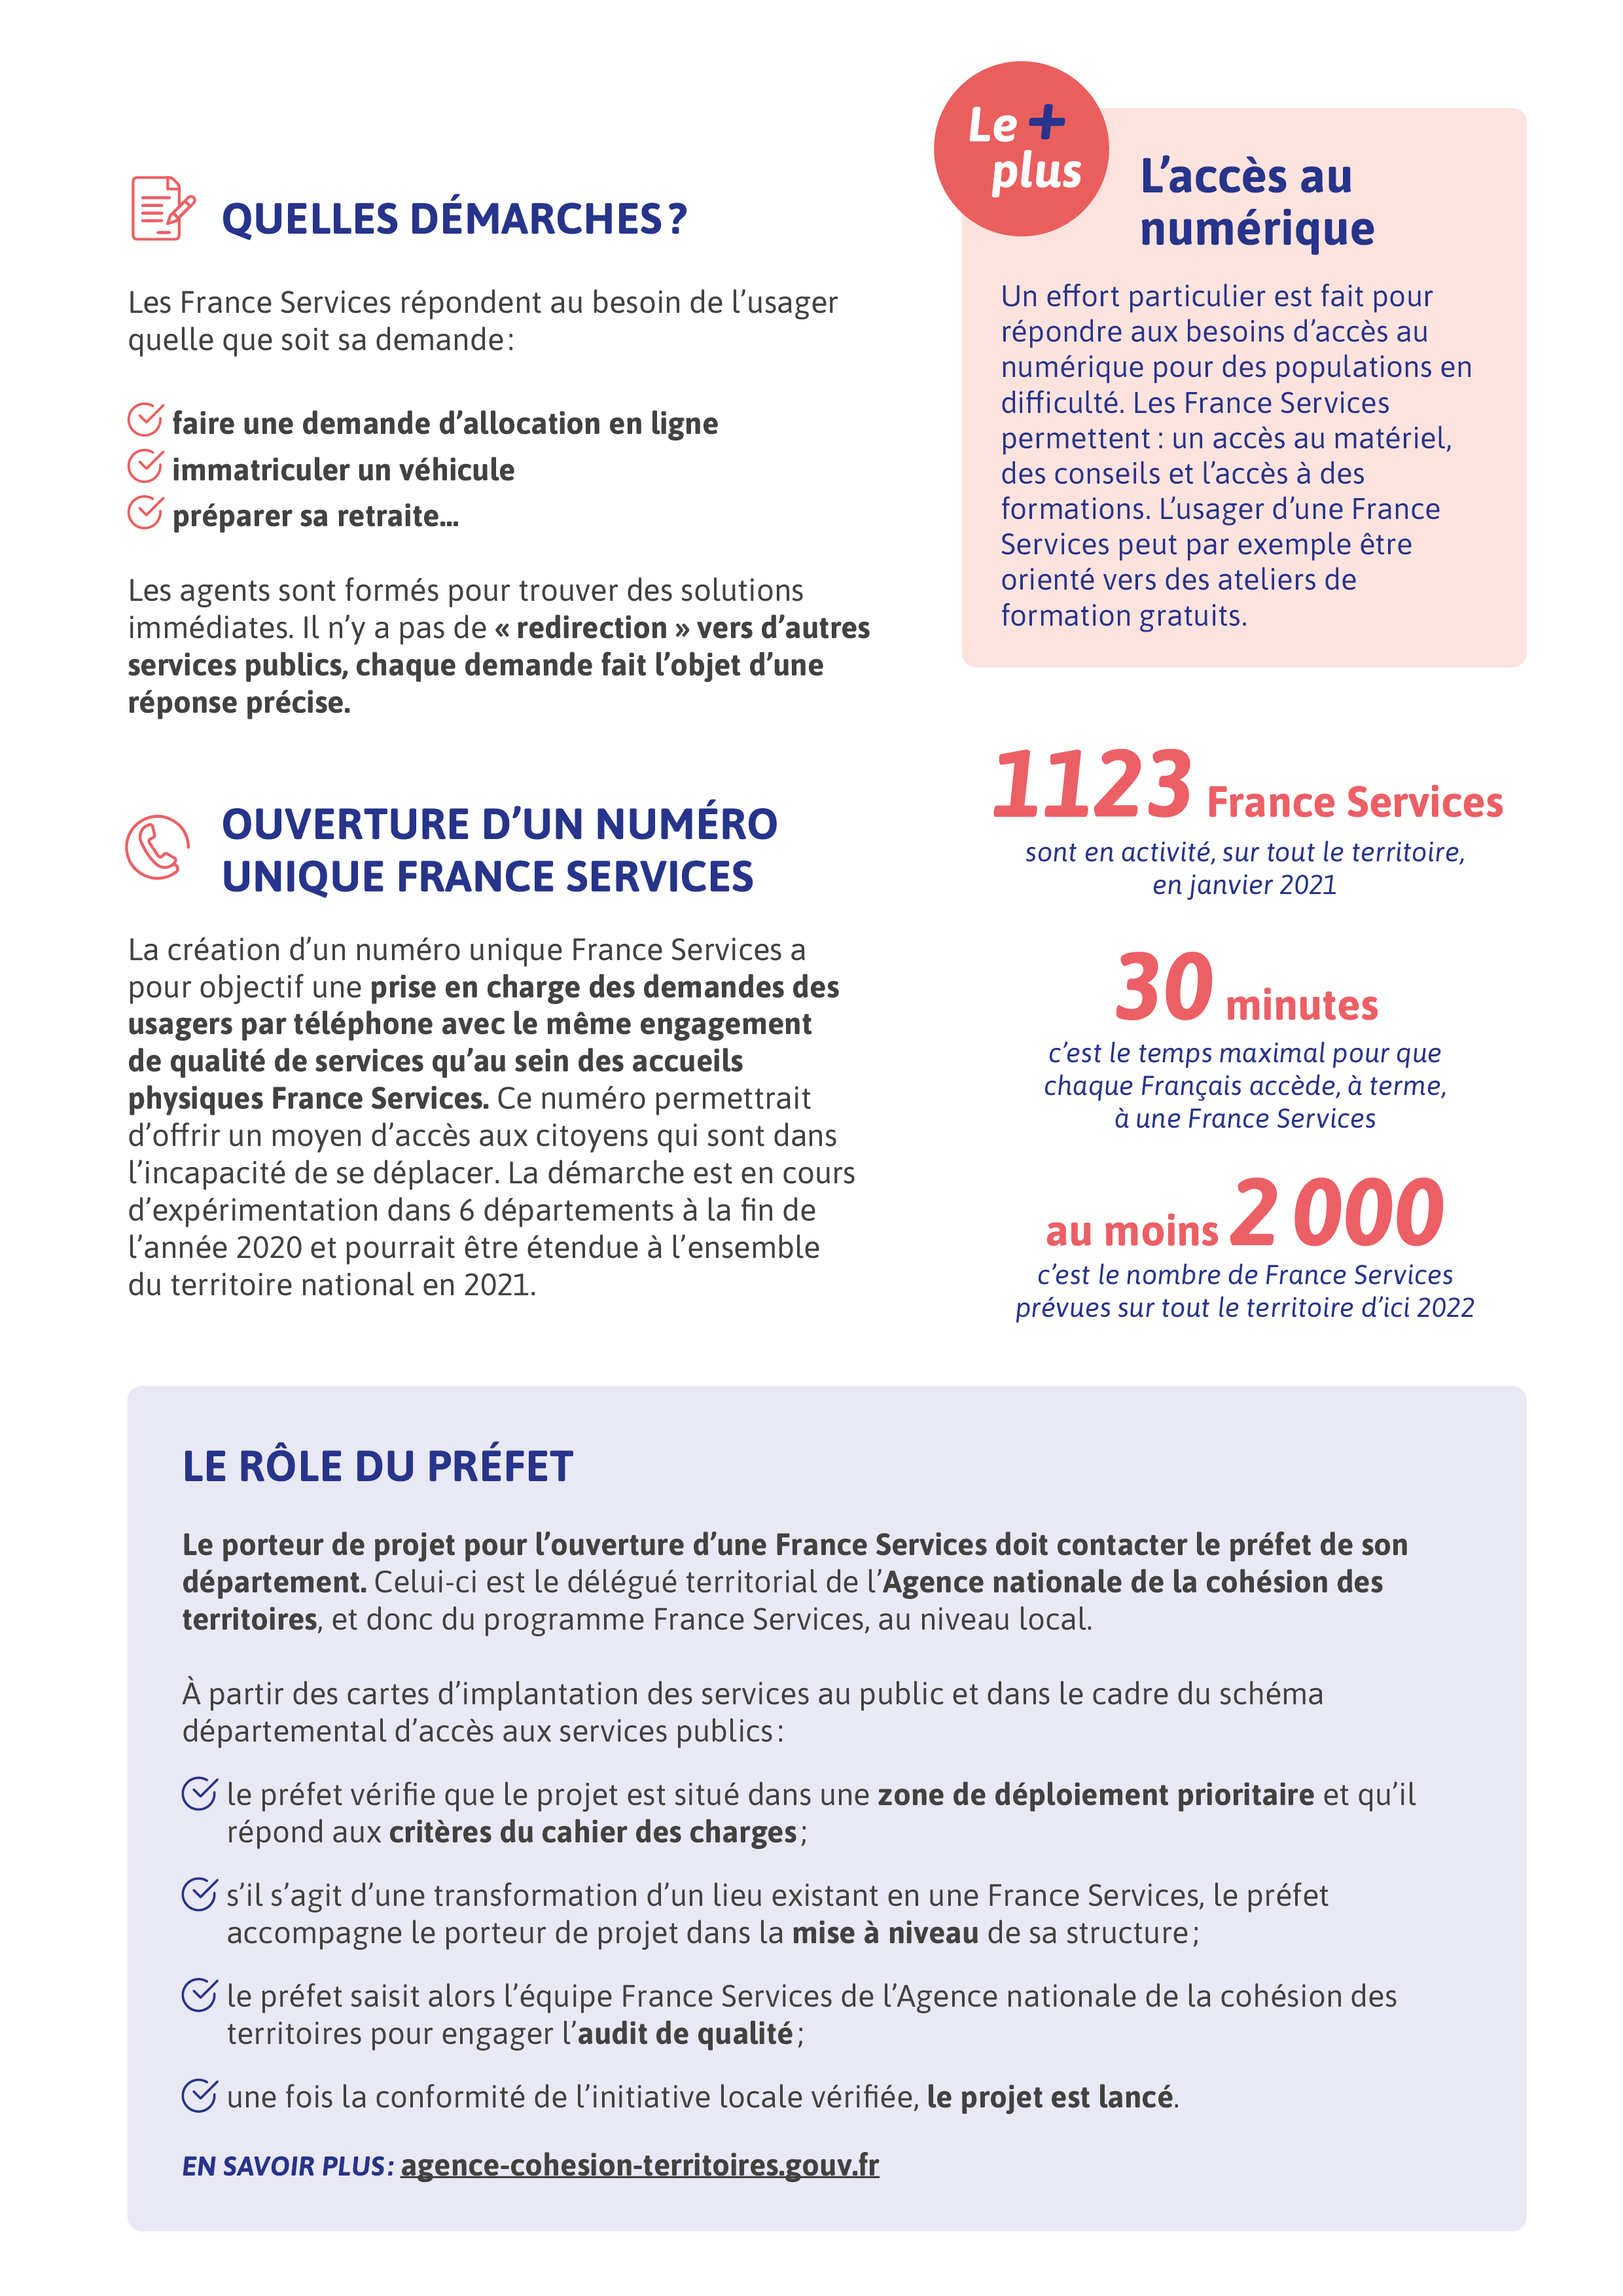 QUELLES DÉMARCHES ?
Les France Services répondent au besoin de l’usager
quelle que soit sa demande :
faire une demande d’allocation en ligne
immatriculer un véhicule
préparer sa retraite…
Les agents sont formés pour trouver des solutions
immédiates. Il n’y a pas de « redirection » vers d’autres
services publics, chaque demande fait l’objet d’une
réponse précise.
OUVERTURE D’UN NUMÉRO
UNIQUE FRANCE SERVICES
La création d’un numéro unique France Services a
pour objectif une prise en charge des demandes des
usagers par téléphone avec le même engagement
de qualité de services qu’au sein des accueils
physiques France Services. Ce numéro permettrait
d’offrir un moyen d’accès aux citoyens qui sont dans
l’incapacité de se déplacer. La démarche est en cours
d’expérimentation dans 6 départements à la fin de
l’année 2020 et pourrait être étendue à l’ensemble
du territoire national en 2021.
Le +
plus
L’accès au
numérique
Un effort particulier est fait pour
répondre aux besoins d’accès au
numérique pour des populations en
difficulté. Les France Services
permettent : un accès au matériel,
des conseils et l’accès à des
formations. L’usager d’une France
Services peut par exemple être
orienté vers des ateliers de
formation gratuits.
1123 France Services
sont en activité, sur tout le territoire,
en janvier 2021
30 minutes
c’est le temps maximal pour que
chaque Français accède, à terme,
à une France Services
au moins 2 000
c’est le nombre de France Services
prévues sur tout le territoire d’ici 2022
LE RÔLE DU PRÉFET
Le porteur de projet pour l’ouverture d’une France Services doit contacter le préfet de son
département. Celui-ci est le délégué territorial de l’Agence nationale de la cohésion des
territoires, et donc du programme France Services, au niveau local.
À partir des cartes d’implantation des services au public et dans le cadre du schéma
départemental d’accès aux services publics :
le préfet vérifie que le projet est situé dans une zone de déploiement prioritaire et qu’il
répond aux critères du cahier des charges ;
s’il s’agit d’une transformation d’un lieu existant en une France Services, le préfet
accompagne le porteur de projet dans la mise à niveau de sa structure ;
le préfet saisit alors l’équipe France Services de l’Agence nationale de la cohésion des
territoires pour engager l’audit de qualité ;
une fois la conformité de l’initiative locale vérifiée, le projet est lancé.
EN SAVOIR PLUS : agence-cohesion-territoires.gouv.fr